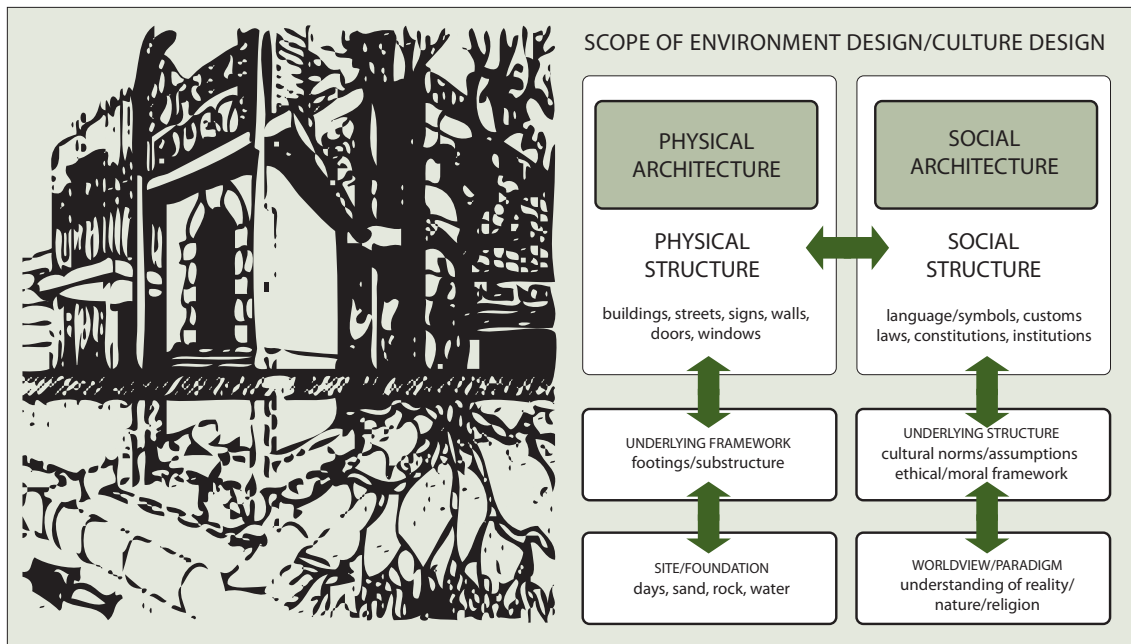 SCOPE OF ENVIRONMENT DESIGN/CULTURE DESIGN
PHYSICAL
ARCHITECTURE
PHYSICAL
STRUCTURE
buildings, streets, signs, walls,
doors, windows
UNDERLYING FRAMEWORK
footings/substructure
SITE/FOUNDATION
days, sand, rock, water
SOCIAL
ARCHITECTURE
SOCIAL
STRUCTURE
language/symbols, customs
laws, constitutions, institutions
UNDERLYING STRUCTURE
cultural norms/assumptions
ethical/moral framework
WORLDVIEW/PARADIGM
understanding of reality/
nature/religion